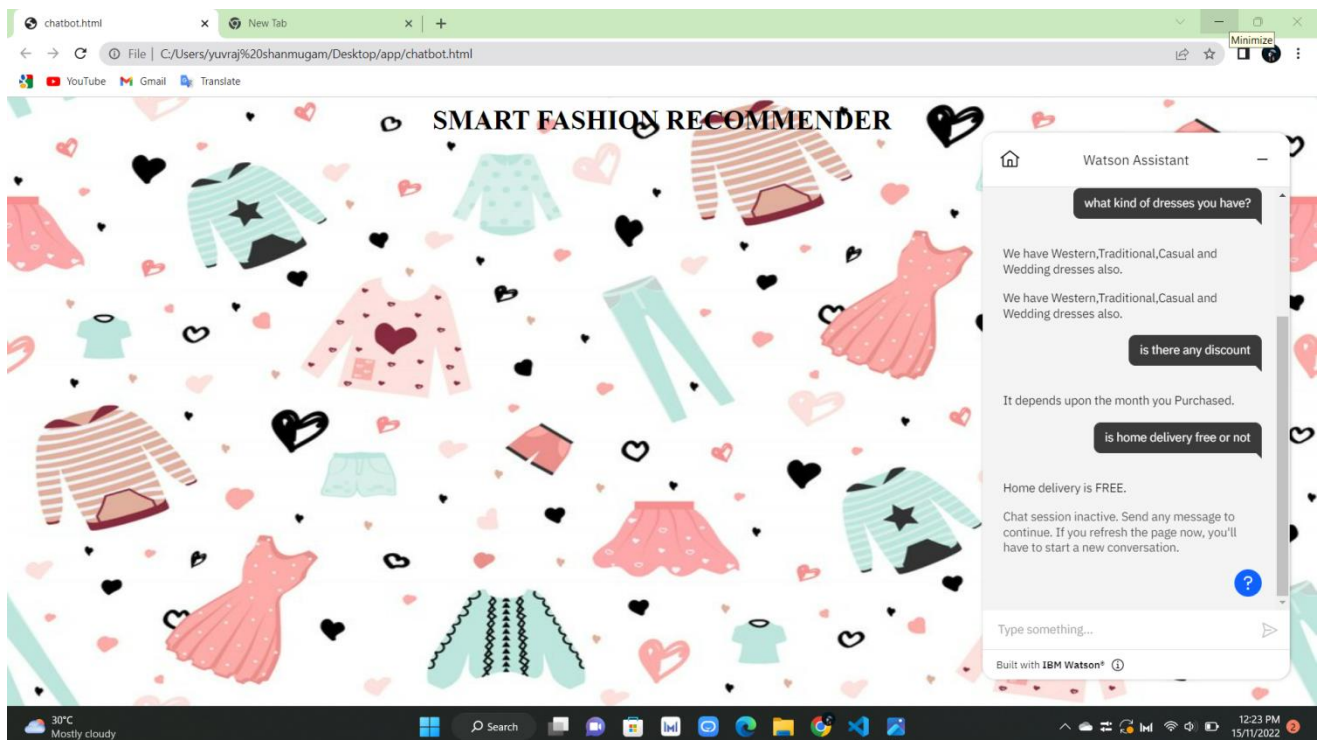 chatbot.html
New Tab
Minimize
File | C:/Users/yuvraj%20shanmugam/Desktop/app/chatbot.html
YouTube
Gmail
Translate
SMART FASHION RECOMMENDER
Watson Assistant
what kind of dresses you have?
We have Western,Traditional,Casual and
Wedding dresses also.
We have Western,Traditional,Casual and
Wedding dresses also.
is there any discount
It depends upon the month you Purchased.
is home delivery free or not
Home delivery is FREE.
Chat session inactive. Send any message to
continue. If you refresh the page now, you'll
have to start a new conversation.
?
Type something...
Built with IBM Watson®
30°C
Mostly cloudy
Search
12:23 PM
15/11/2022
2